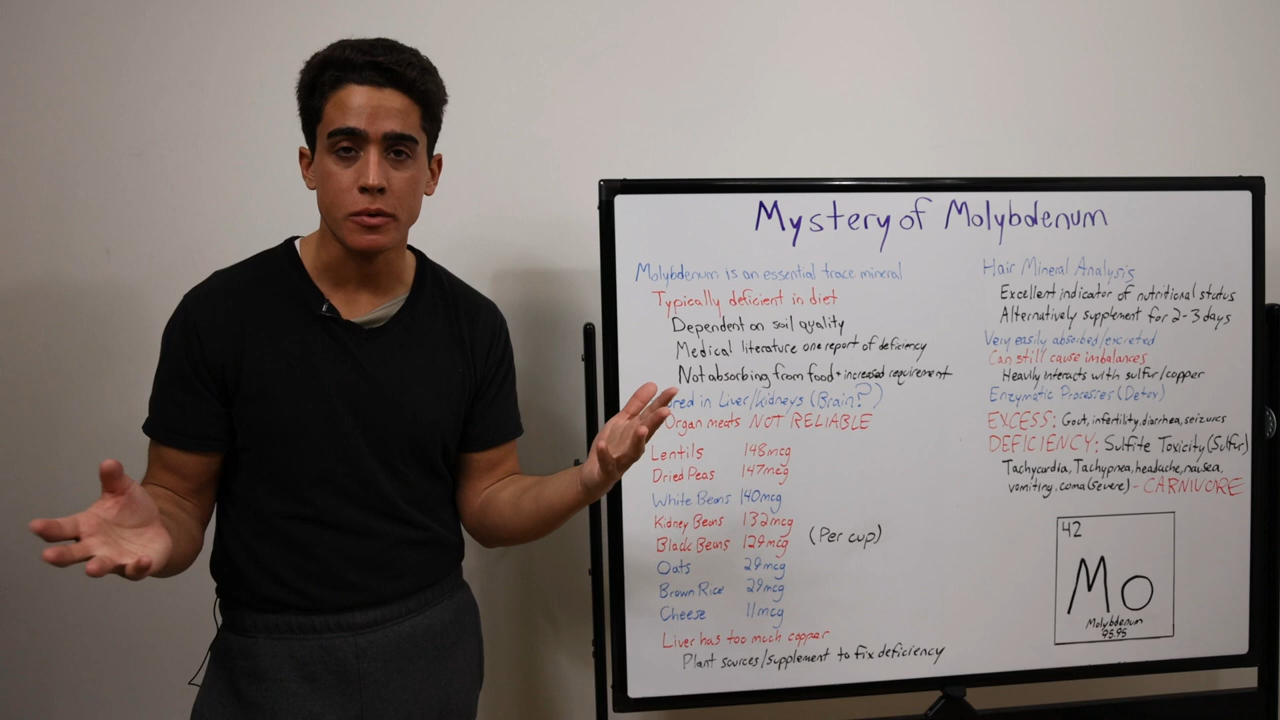 Mystery of Molybdenum
Molybdenum is an essential trace mineral
Typically deficient in diet
Dependent on soil quality
Medical literature one report of deficiency
Not absorbing from food + increased requirement
red in Liver/kidneys (Brain?)
Organ meats NOT RELIABLE
Lentils 148mcg
Dried Peas 147mcg
White Beans 140mcg
Kidney Beans 132mcg
Black Beans 129mcg
(Per cup)
Oats 29mcg
Brown Rice 29mcg
Cheese 11mcg
Liver has too much copper
Plant sources/supplement to fix deficiency
Hair Mineral Analysis
Excellent indicator of nutritional status
Alternatively supplement for 2-3 days
Very easily absorbed/excreted
Can still cause imbalances
Heavily interacts with sulfur/copper
Enzymatic Processes (Detox)
EXCESS: Gout, infertility, diarrhea, seizures
DEFICIENCY: Sulfite Toxicity (Sulfur)
Tachycardia, Tachypnea, headache, nausea,
vomiting, coma (severe) - CARNIVORE
42
Mo
Molybdenum
95.95